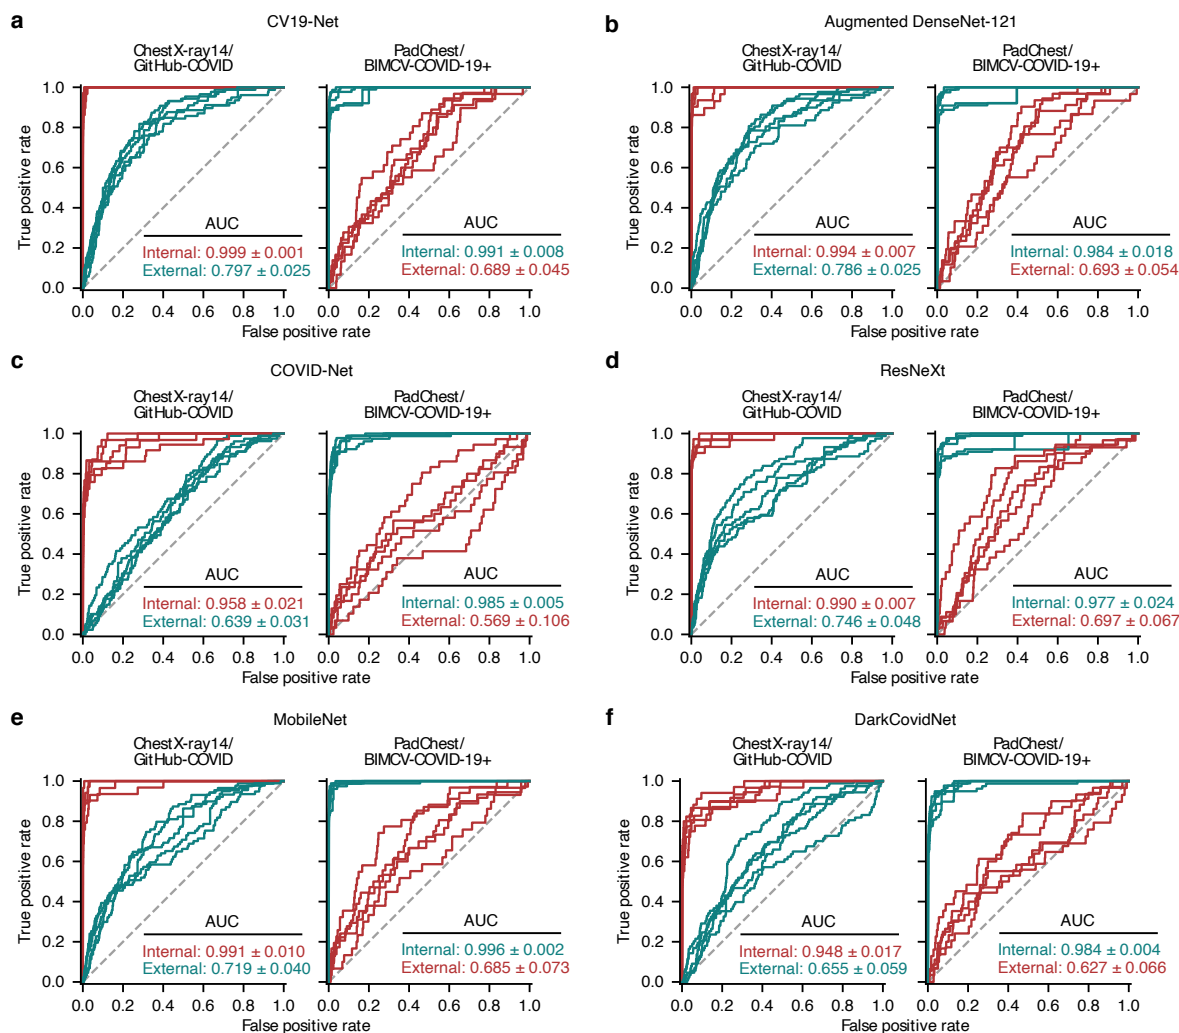 a
CV19-Net
ChestX-ray14/
GitHub-COVID
PadChest/
BIMCV-COVID-19+
True positive rate
1.0
0.8
0.6
0.4
0.2
0.0
AUC
Internal: 0.999 ± 0.001
External: 0.797 ± 0.025
AUC
Internal: 0.991 ± 0.008
External: 0.689 ± 0.045
0.0 0.2 0.4 0.6 0.8 1.0
0.0 0.2 0.4 0.6 0.8 1.0
False positive rate
b
Augmented DenseNet-121
ChestX-ray14/
GitHub-COVID
PadChest/
BIMCV-COVID-19+
True positive rate
1.0
0.8
0.6
0.4
0.2
0.0
AUC
Internal: 0.994 ± 0.007
External: 0.786 ± 0.025
AUC
Internal: 0.984 ± 0.018
External: 0.693 ± 0.054
0.0 0.2 0.4 0.6 0.8 1.0
0.0 0.2 0.4 0.6 0.8 1.0
False positive rate
c
COVID-Net
ChestX-ray14/
GitHub-COVID
PadChest/
BIMCV-COVID-19+
True positive rate
1.0
0.8
0.6
0.4
0.2
0.0
AUC
Internal: 0.958 ± 0.021
External: 0.639 ± 0.031
AUC
Internal: 0.985 ± 0.005
External: 0.569 ± 0.106
0.0 0.2 0.4 0.6 0.8 1.0
0.0 0.2 0.4 0.6 0.8 1.0
False positive rate
d
ResNeXt
ChestX-ray14/
GitHub-COVID
PadChest/
BIMCV-COVID-19+
True positive rate
1.0
0.8
0.6
0.4
0.2
0.0
AUC
Internal: 0.990 ± 0.007
External: 0.746 ± 0.048
AUC
Internal: 0.977 ± 0.024
External: 0.697 ± 0.067
0.0 0.2 0.4 0.6 0.8 1.0
0.0 0.2 0.4 0.6 0.8 1.0
False positive rate
e
MobileNet
ChestX-ray14/
GitHub-COVID
PadChest/
BIMCV-COVID-19+
True positive rate
1.0
0.8
0.6
0.4
0.2
0.0
AUC
Internal: 0.991 ± 0.010
External: 0.719 ± 0.040
AUC
Internal: 0.996 ± 0.002
External: 0.685 ± 0.073
0.0 0.2 0.4 0.6 0.8 1.0
0.0 0.2 0.4 0.6 0.8 1.0
False positive rate
f
DarkCovidNet
ChestX-ray14/
GitHub-COVID
PadChest/
BIMCV-COVID-19+
True positive rate
1.0
0.8
0.6
0.4
0.2
0.0
AUC
Internal: 0.948 ± 0.017
External: 0.655 ± 0.059
AUC
Internal: 0.984 ± 0.004
External: 0.627 ± 0.066
0.0 0.2 0.4 0.6 0.8 1.0
0.0 0.2 0.4 0.6 0.8 1.0
False positive rate